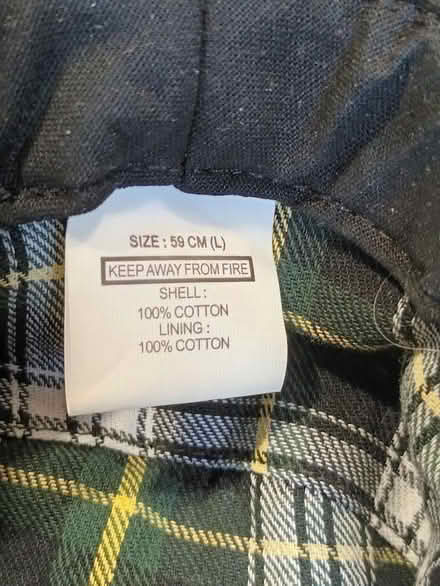 SIZE : 59 CM (L)
KEEP AWAY FROM FIRE
SHELL :
100% COTTON
LINING :
100% COTTON